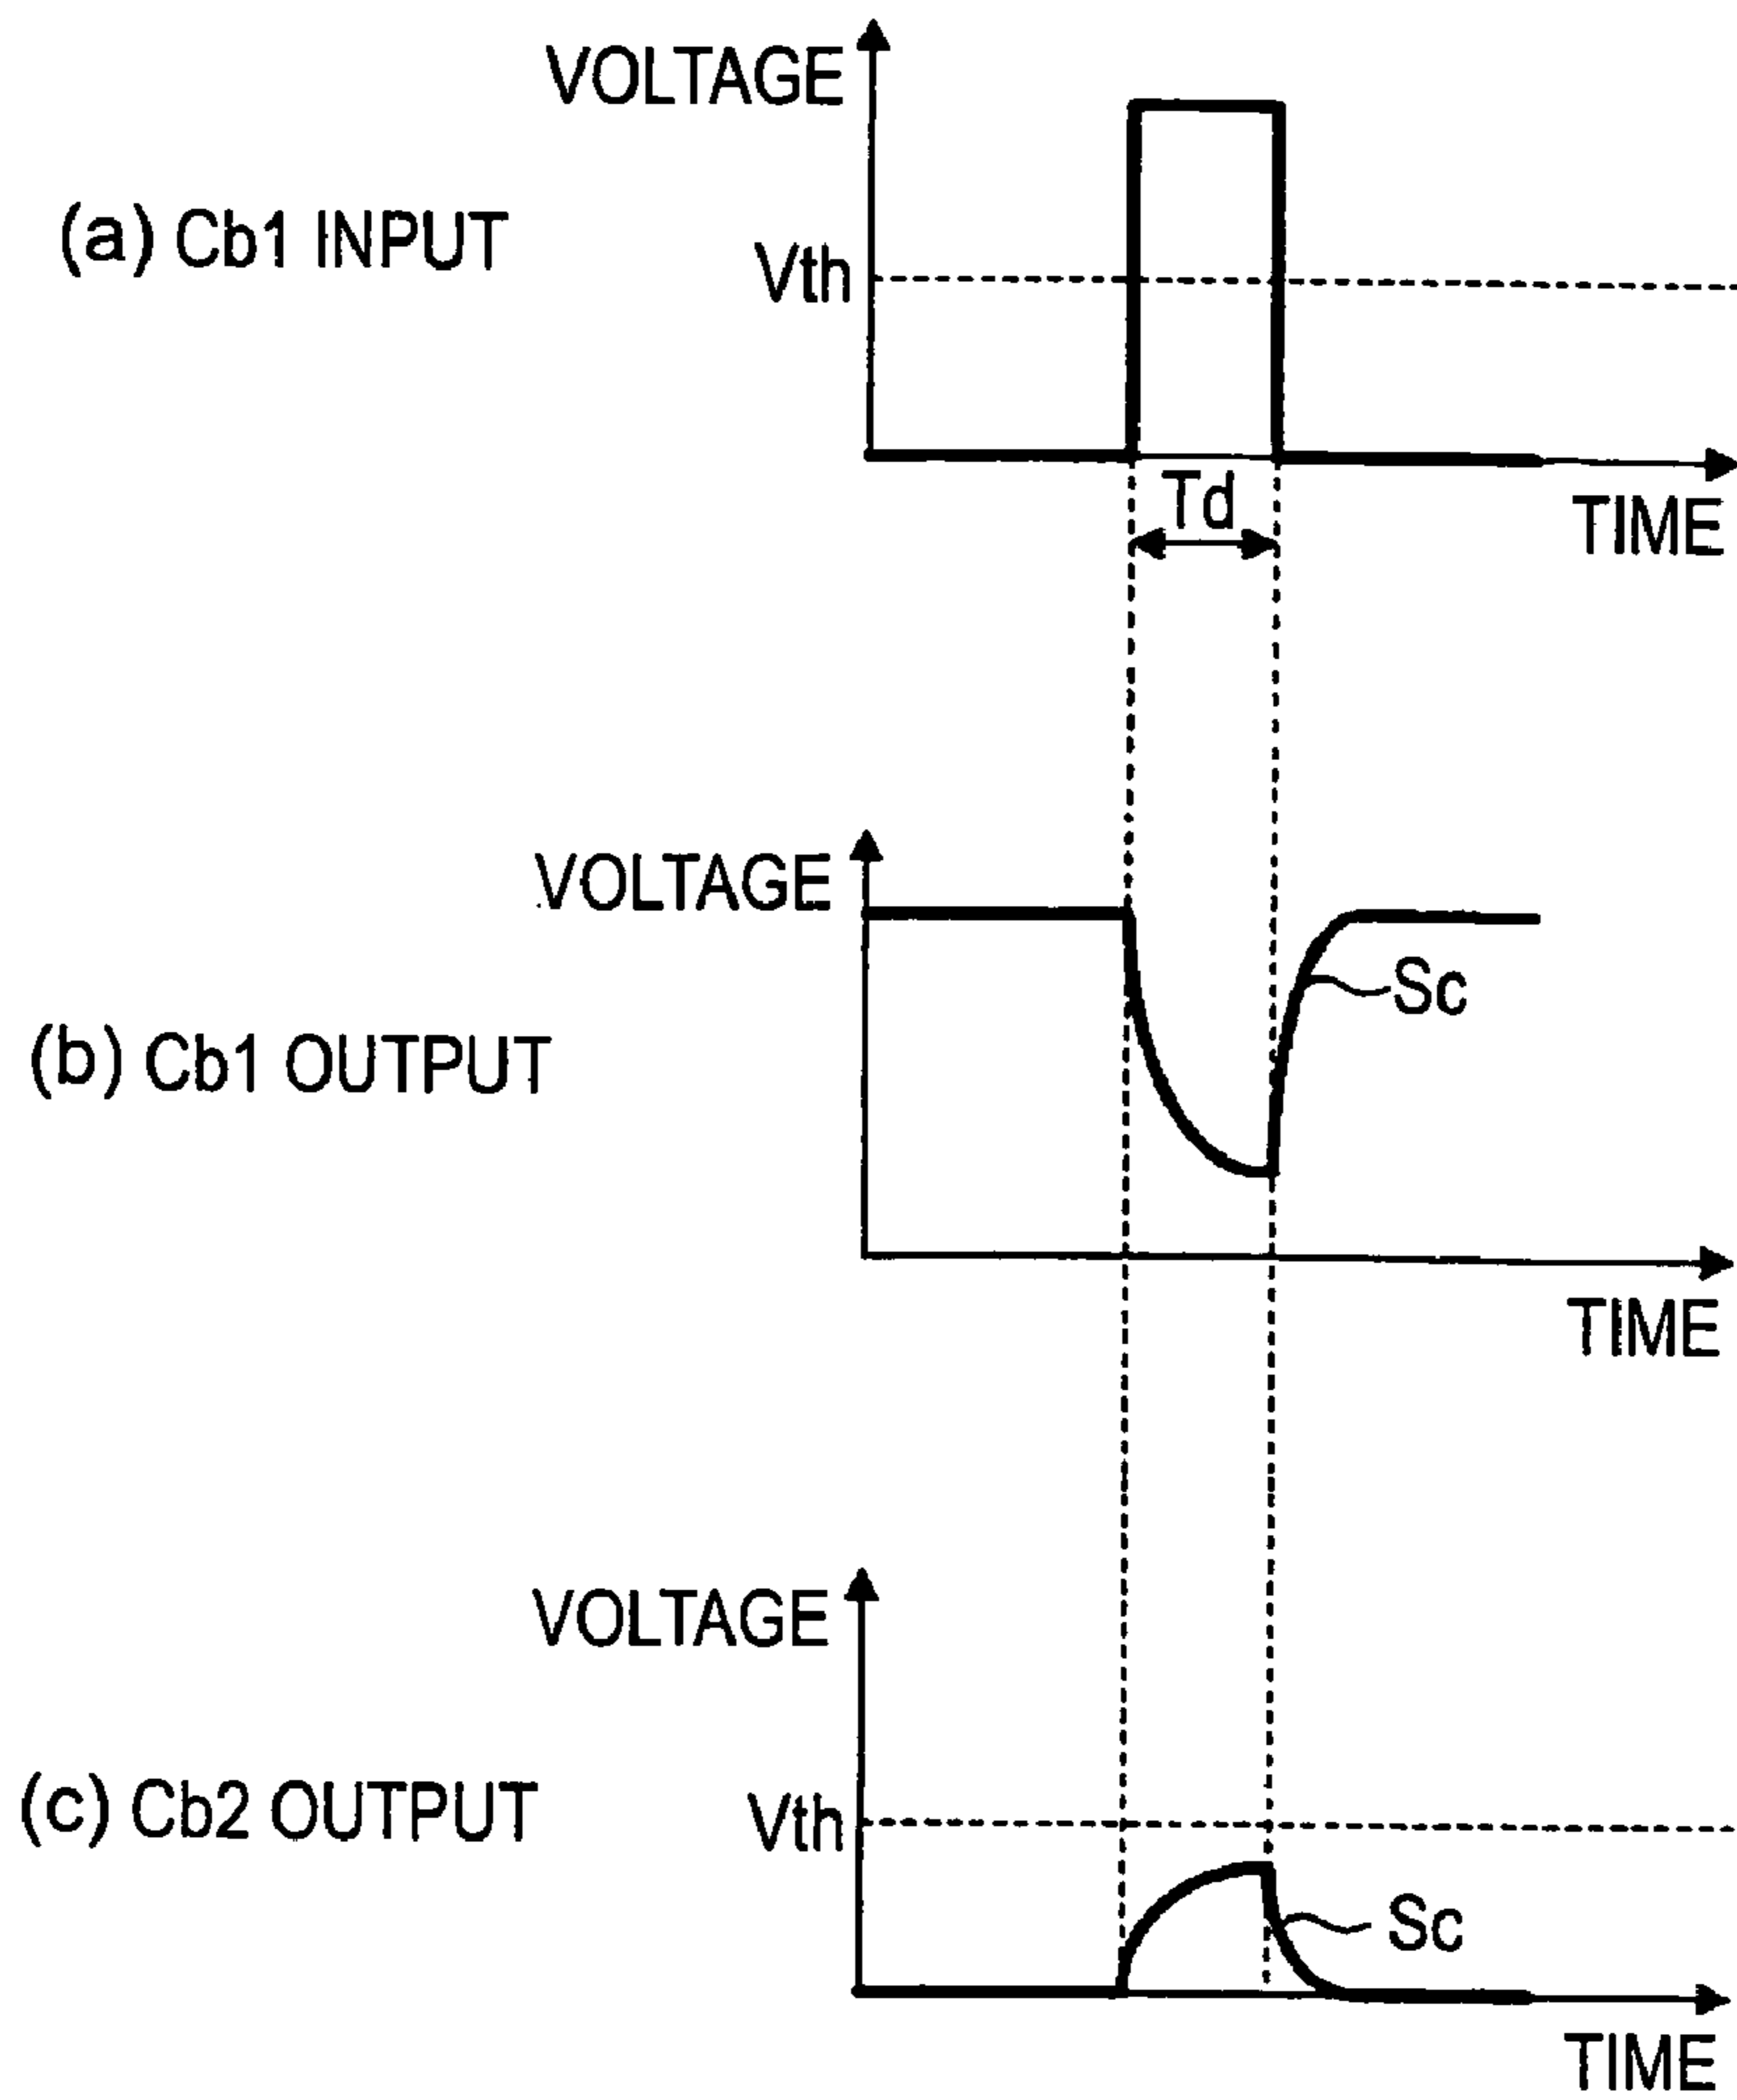 VOLTAGE
(a) Cb1 INPUT
Vth
Td
TIME
VOLTAGE
Sc
(b) Cb1 OUTPUT
TIME
VOLTAGE
(c) Cb2 OUTPUT
Vth
Sc
TIME